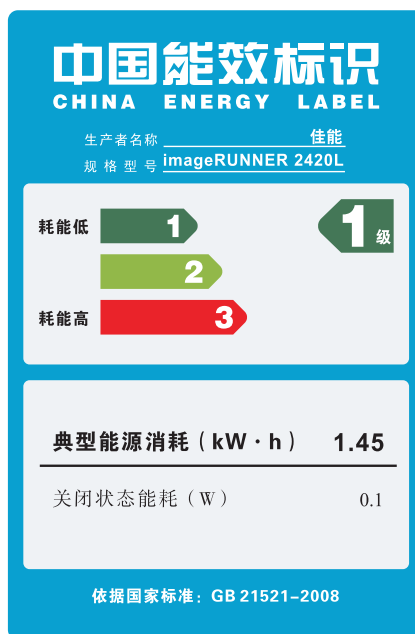 中国能效标识
CHINA ENERGY LABEL
生产者名称 佳能
规格型号 imageRUNNER 2420L
耗能低 1 1级
2
耗能高 3
典型能源消耗（kW·h） 1.45
关闭状态能耗（W） 0.1
依据国家标准：GB 21521-2008